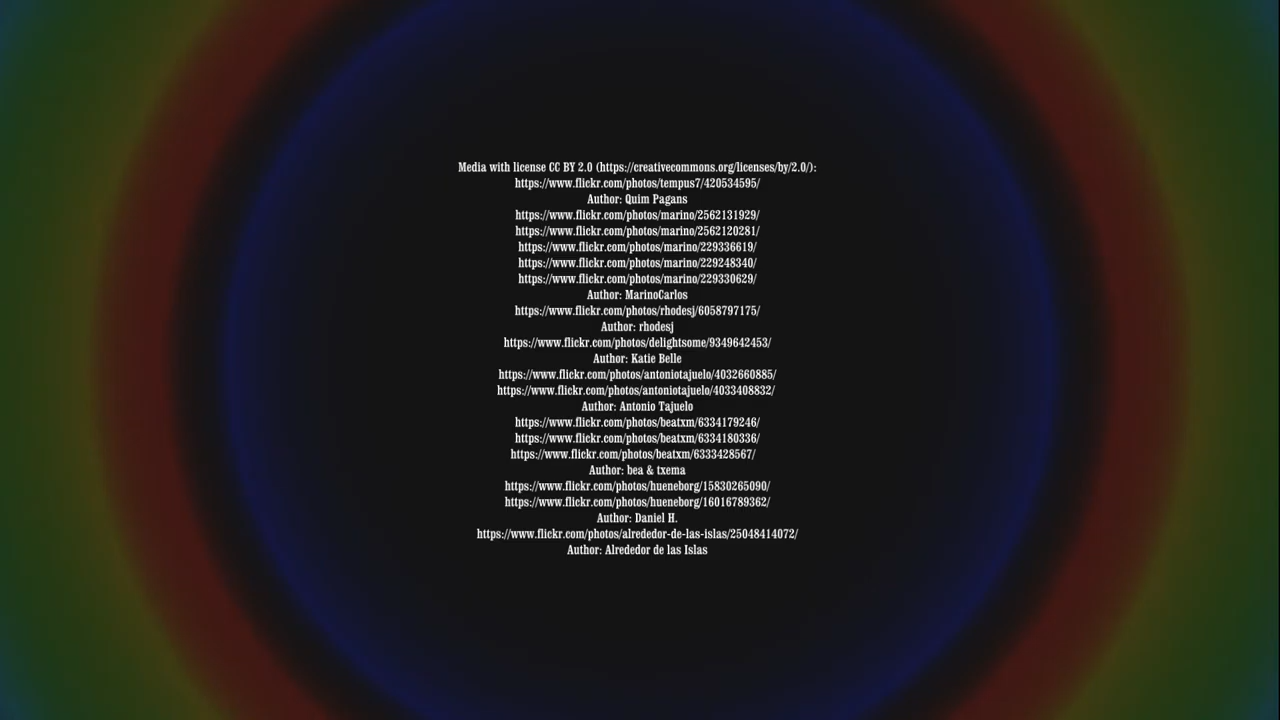 Media with license CC BY 2.0 (https://creativecommons.org/licenses/by/2.0/):
https://www.flickr.com/photos/tempus7/420534595/
Author: Quim Pagans
https://www.flickr.com/photos/marino/2562131929/
https://www.flickr.com/photos/marino/2562120281/
https://www.flickr.com/photos/marino/229336619/
https://www.flickr.com/photos/marino/229248340/
https://www.flickr.com/photos/marino/229330629/
Author: MarinoCarlos
https://www.flickr.com/photos/rhodesj/6058797175/
Author: rhodesj
https://www.flickr.com/photos/delightsome/9349642453/
Author: Katie Belle
https://www.flickr.com/photos/antoniotajuelo/4032660885/
https://www.flickr.com/photos/antoniotajuelo/4033408832/
Author: Antonio Tajuelo
https://www.flickr.com/photos/beatxm/6334179246/
https://www.flickr.com/photos/beatxm/6334180336/
https://www.flickr.com/photos/beatxm/6333428567/
Author: bea & txema
https://www.flickr.com/photos/hueneborg/15830265090/
https://www.flickr.com/photos/hueneborg/16016789362/
Author: Daniel H.
https://www.flickr.com/photos/alrededor-de-las-islas/25048414072/
Author: Alrededor de las Islas